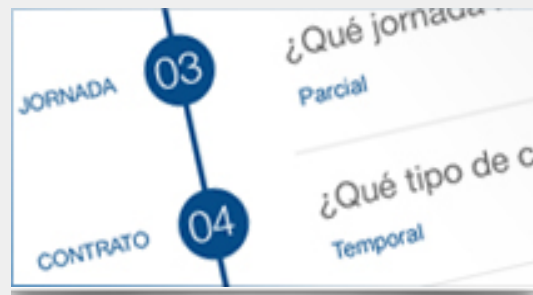 JORNADA
03
¿Qué jornada
Parcial
CONTRATO
04
¿Qué tipo de c
Temporal